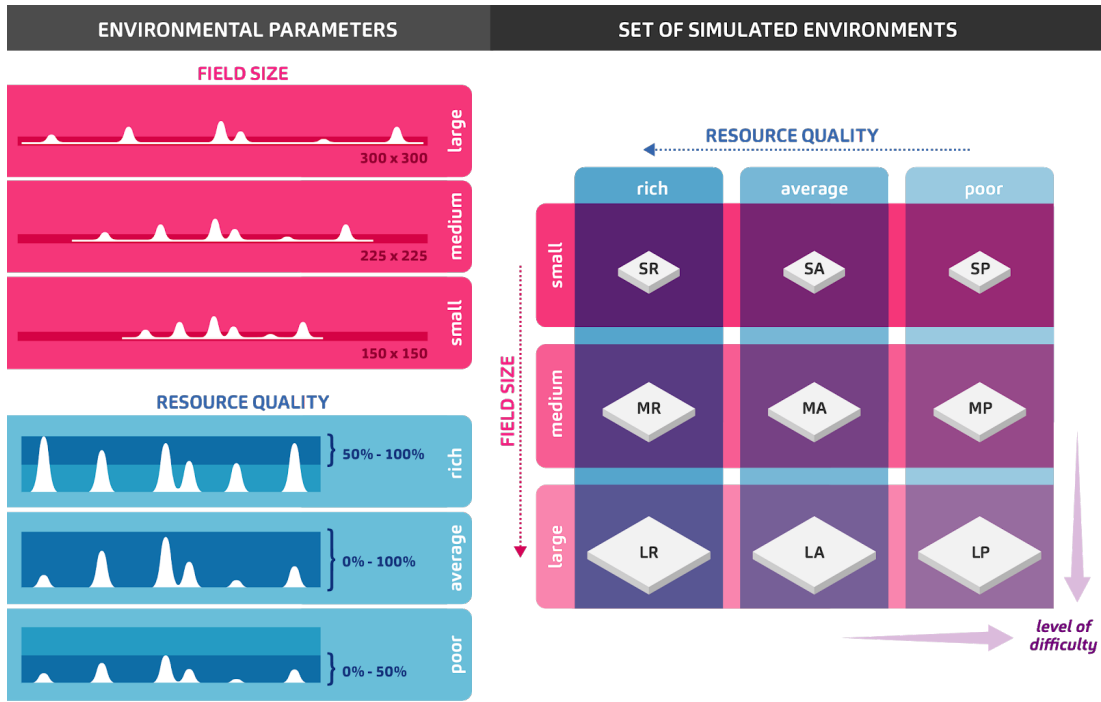 ENVIRONMENTAL PARAMETERS
SET OF SIMULATED ENVIRONMENTS
FIELD SIZE
large
300 x 300
medium
225 x 225
small
150 x 150
RESOURCE QUALITY
rich
50% - 100%
average
0% - 100%
poor
0% - 50%
RESOURCE QUALITY
rich
average
poor
FIELD SIZE
small
SR
SA
SP
medium
MR
MA
MP
large
LR
LA
LP
level of
difficulty